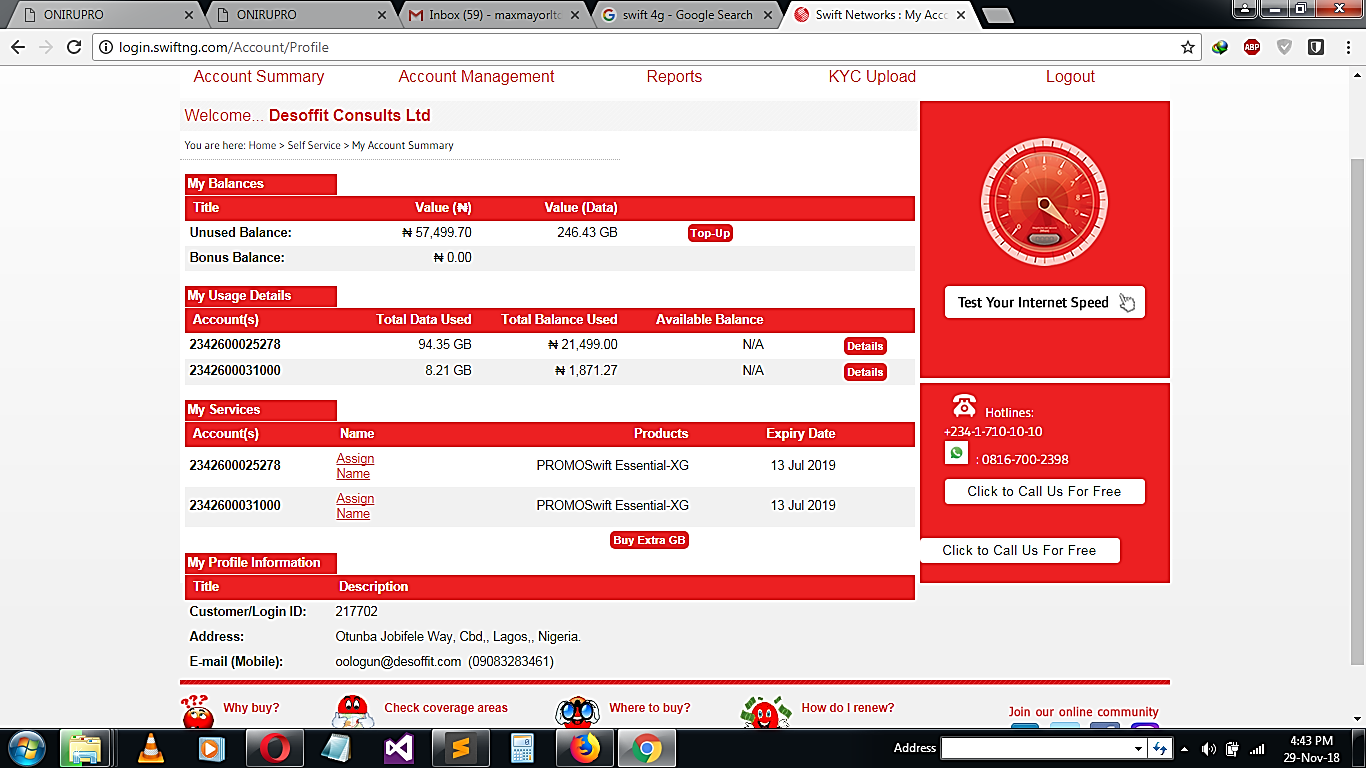 ONIRUPRO
ONIRUPRO
Inbox (59) - maxmayorltd
swift 4g - Google Search
Swift Networks : My Acco
login.swiftng.com/Account/Profile
ABP
Account Summary Account Management Reports KYC Upload Logout
Welcome... Desoffit Consults Ltd
You are here: Home > Self Service > My Account Summary
My Balances
Title Value (₦) Value (Data)
Unused Balance: ₦ 57,499.70 246.43 GB Top-Up
Bonus Balance: ₦ 0.00
My Usage Details
Account(s) Total Data Used Total Balance Used Available Balance
2342600025278 94.35 GB ₦ 21,499.00 N/A Details
2342600031000 8.21 GB ₦ 1,871.27 N/A Details
My Services
Account(s) Name Products Expiry Date
2342600025278 Assign Name PROMOSwift Essential-XG 13 Jul 2019
2342600031000 Assign Name PROMOSwift Essential-XG 13 Jul 2019
Buy Extra GB
My Profile Information
Title Description
Customer/Login ID: 217702
Address: Otunba Jobifele Way, Cbd,, Lagos,, Nigeria.
E-mail (Mobile): oologun@desoffit.com (09083283461)
Test Your Internet Speed
Hotlines:
+234-1-710-10-10
: 0816-700-2398
Click to Call Us For Free
Click to Call Us For Free
Why buy? Check coverage areas Where to buy? How do I renew? Join our online community
Address
4:43 PM
29-Nov-18